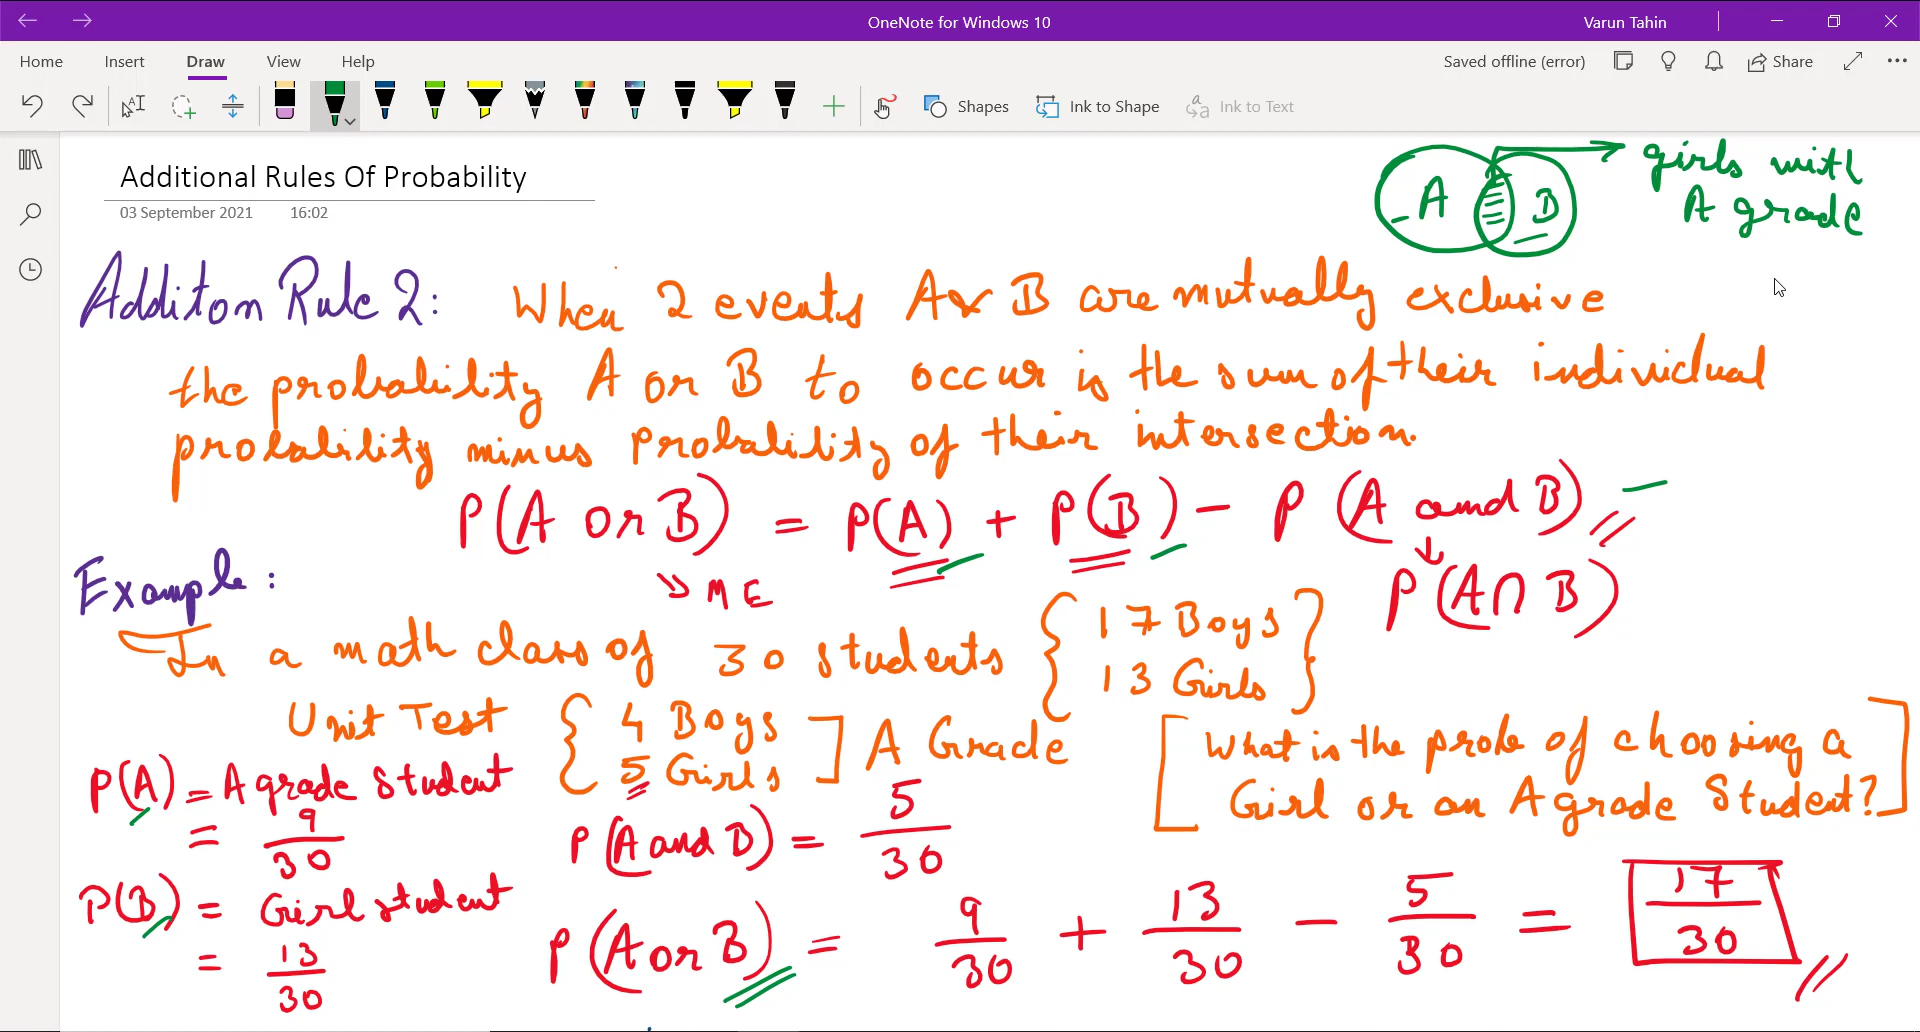 OneNote for Windows 10
Varun Tahin
Home Insert Draw View Help
Saved offline (error) Share
Shapes Ink to Shape Ink to Text
Additional Rules Of Probability
03 September 2021 16:02
A B
girls with
A grade
Additon Rule 2: When 2 events A & B are mutually exclusive
the probability A or B to occur is the sum of their individual
probability minus probability of their intersection.
P(A or B) = P(A) + P(B) - P(A and B)
ME
P(A∩B)
Example:
In a math class of 30 students { 17 Boys
13 Girls }
Unit Test { 4 Boys
5 Girls ] A Grade
[What is the prob of choosing a
Girl or an A grade Student?]
P(A) = A grade Student
= 9/30
P(A and B) = 5/30
P(B) = Girl student
= 13/30
P(A or B) = 9/30 + 13/30 - 5/30 = 17/30